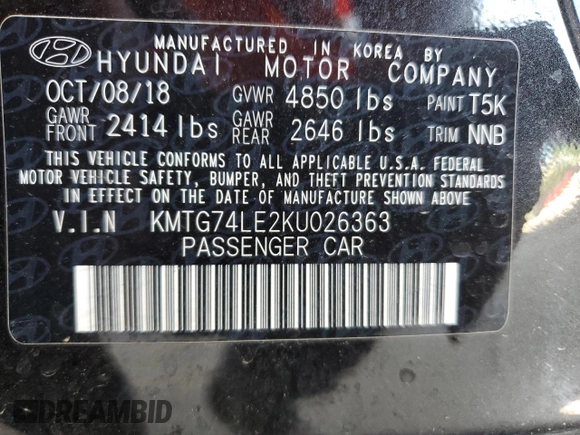 MANUFACTURED IN KOREA BY
HYUNDAI MOTOR COMPANY
OCT/08/18 GVWR 4850 lbs PAINT T5K
GAWR FRONT 2414 lbs GAWR REAR 2646 lbs TRIM NNB
THIS VEHICLE CONFORMS TO ALL APPLICABLE U.S.A. FEDERAL
MOTOR VEHICLE SAFETY, BUMPER, AND THEFT PREVENTION STANDARDS
IN EFFECT ON THE DATE OF MANUFACTURE SHOWN ABOVE
V.I.N KMTG74LE2KU026363
PASSENGER CAR
DREAMBID